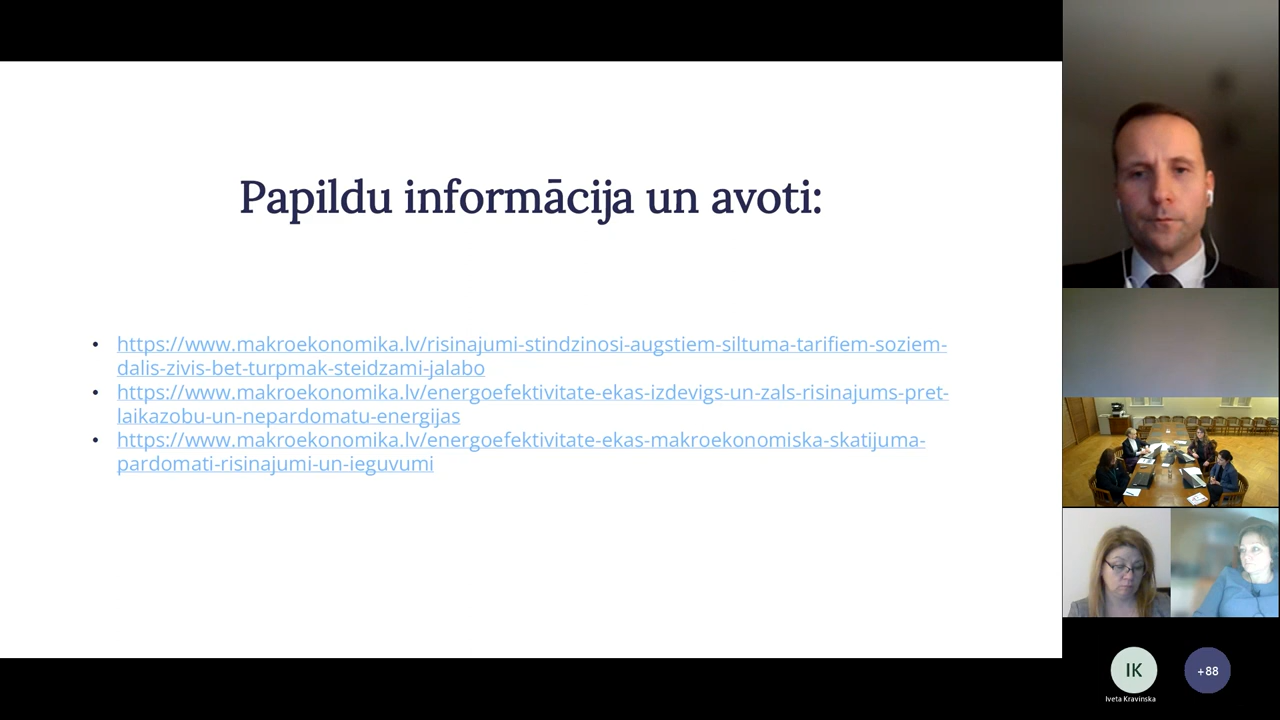 Papildu informācija un avoti:
• https://www.makroekonomika.lv/risinajumi-stindzinosi-augstiem-siltuma-tarifiem-soziem-
dalis-zivis-bet-turpmak-steidzami-jalabo
• https://www.makroekonomika.lv/energoefektivitate-ekas-izdevigs-un-zals-risinajums-pret-
laikazobu-un-nepardomatu-energijas
• https://www.makroekonomika.lv/energoefektivitate-ekas-makroekonomiska-skatijuma-
pardomati-risinajumi-un-ieguvumi
IK
+88
Iveta Kravinska